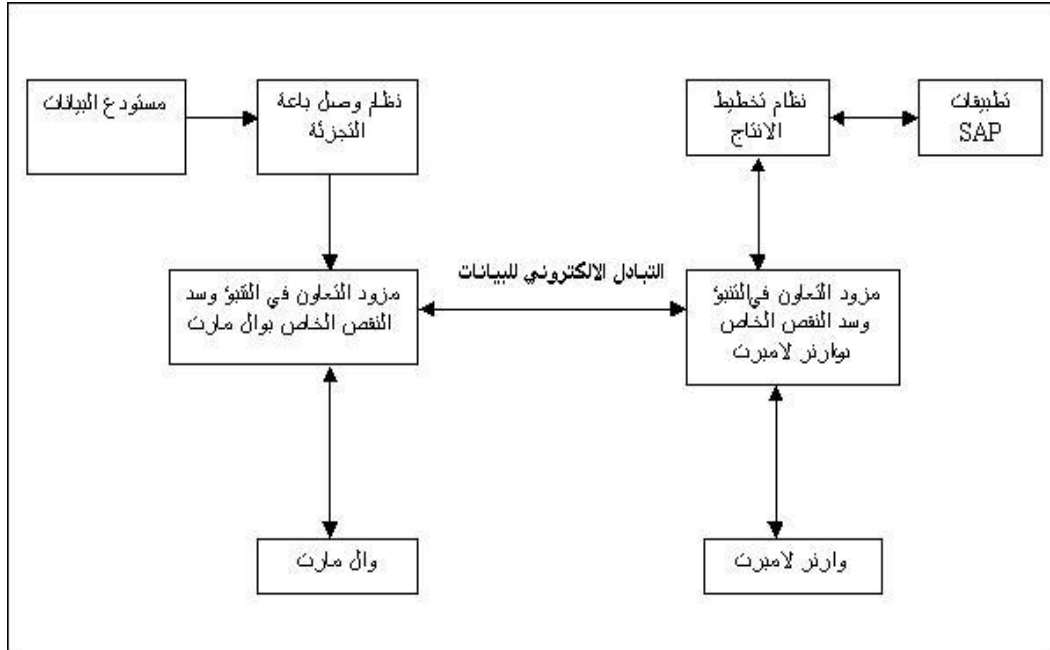 مستودع البيانات
نظام وصل باعة
التجزئة
نظام تخطيط
الانتاج
تطبيقات
SAP
التبادل الالكتروني للبيانات
مزود التعاون في التنبؤ وسد
النقص الخاص بوال مارت
مزود التعاون في التنبؤ
وسد النقص الخاص
بوارنر لامبرت
وال مارت
وارنر لامبرت